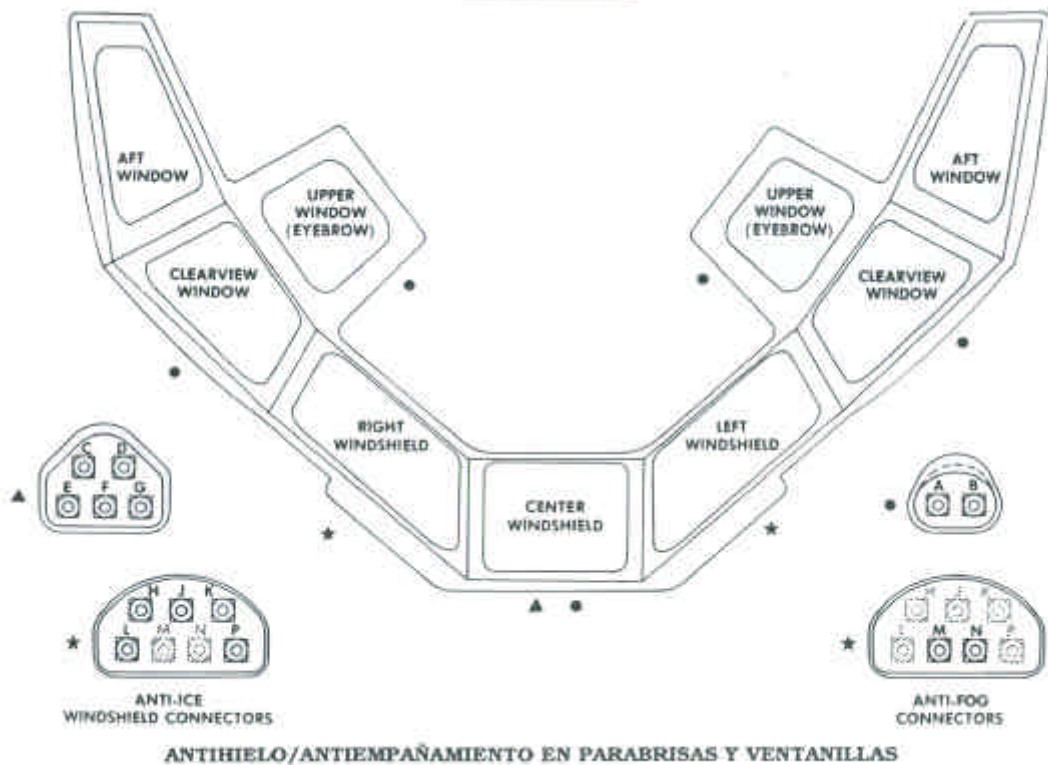 AFT
WINDOW
UPPER
WINDOW
(EYEBROW)
UPPER
WINDOW
(EYEBROW)
AFT
WINDOW
CLEARVIEW
WINDOW
CLEARVIEW
WINDOW
RIGHT
WINDSHIELD
LEFT
WINDSHIELD
CENTER
WINDSHIELD
C D
E F G
A B
H J K
L M N P
H J K
L M N P
ANTI-ICE
WINDSHIELD CONNECTORS
ANTI-FOG
CONNECTORS
ANTIHIELO/ANTIEMPAÑAMIENTO EN PARABRISAS Y VENTANILLAS